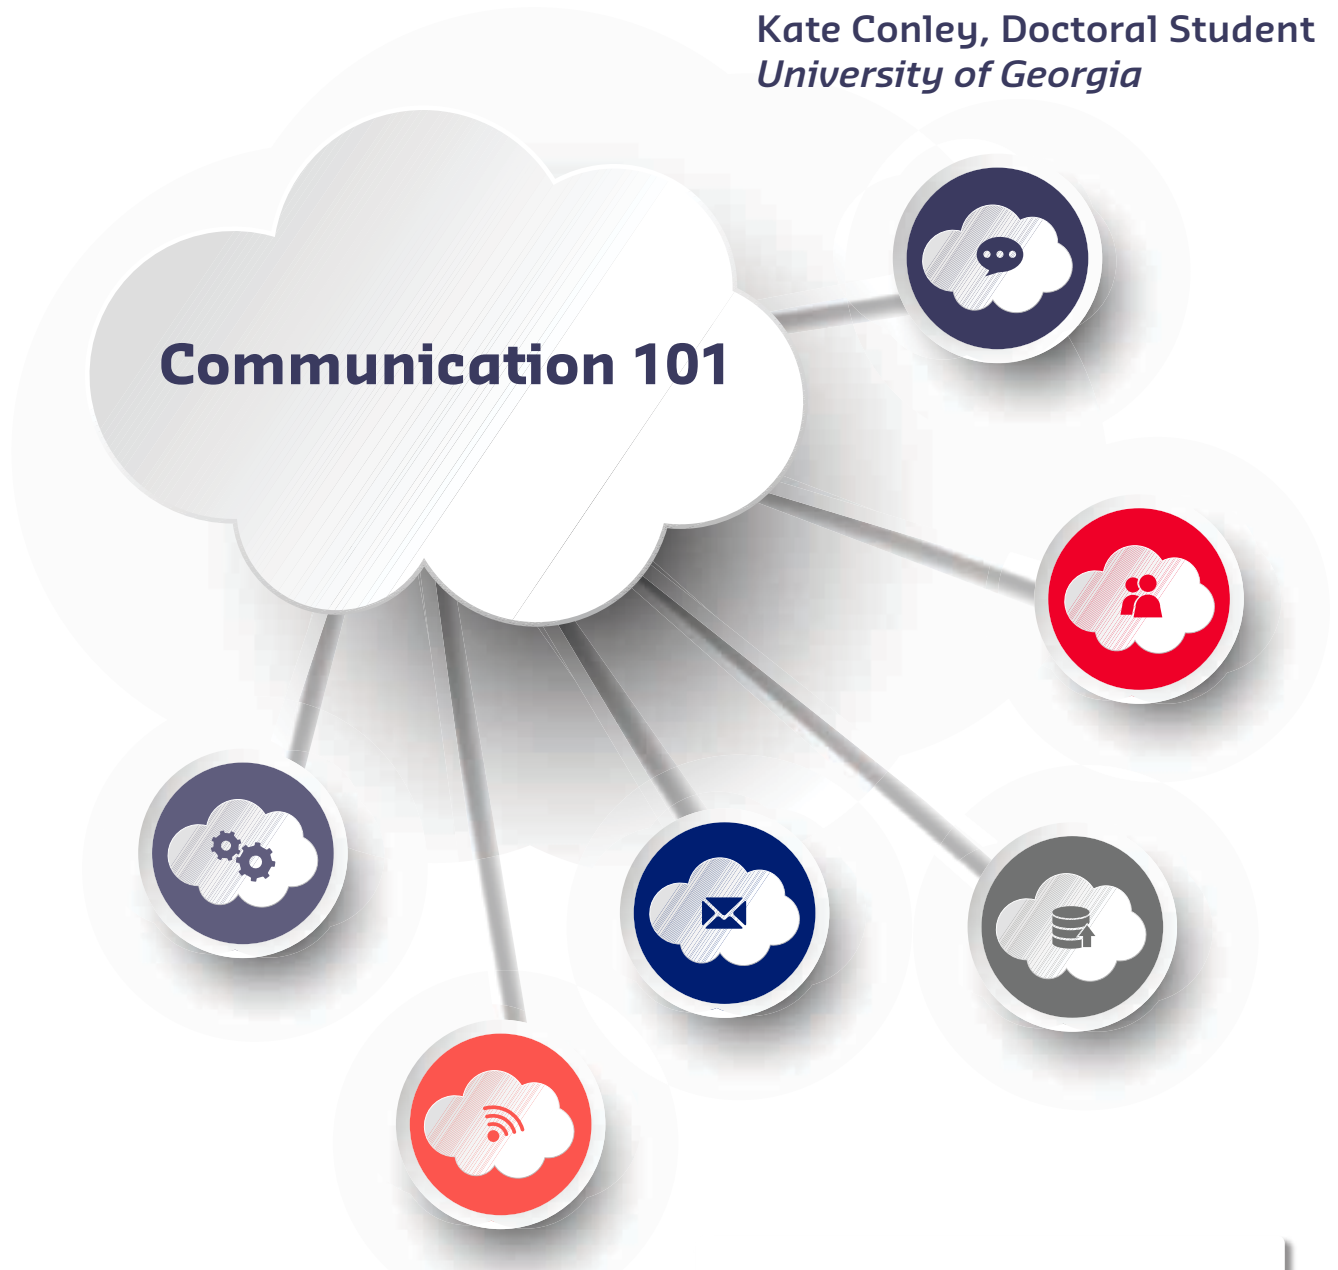 Kate Conley, Doctoral Student
University of Georgia
Communication 101